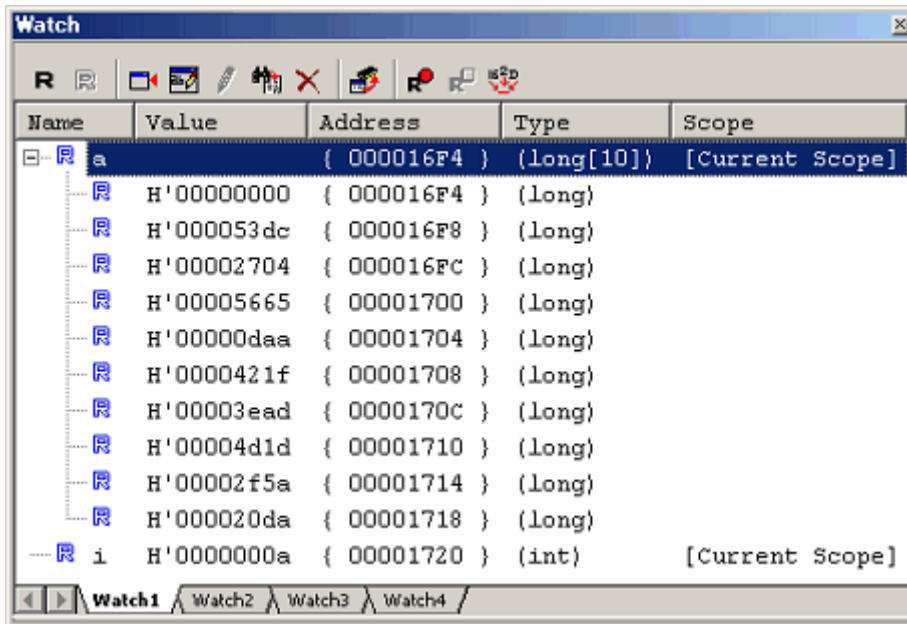 Watch
R R R R 16 2D
Name Value Address Type Scope
R a { 000016F4 } (long[10]) [Current Scope]
R H'00000000 { 000016F4 } (long)
R H'000053dc { 000016F8 } (long)
R H'00002704 { 000016FC } (long)
R H'00005665 { 00001700 } (long)
R H'00000daa { 00001704 } (long)
R H'0000421f { 00001708 } (long)
R H'00003ead { 0000170C } (long)
R H'00004d1d { 00001710 } (long)
R H'00002f5a { 00001714 } (long)
R H'000020da { 00001718 } (long)
R i H'0000000a { 00001720 } (int) [Current Scope]
Watch1 Watch2 Watch3 Watch4